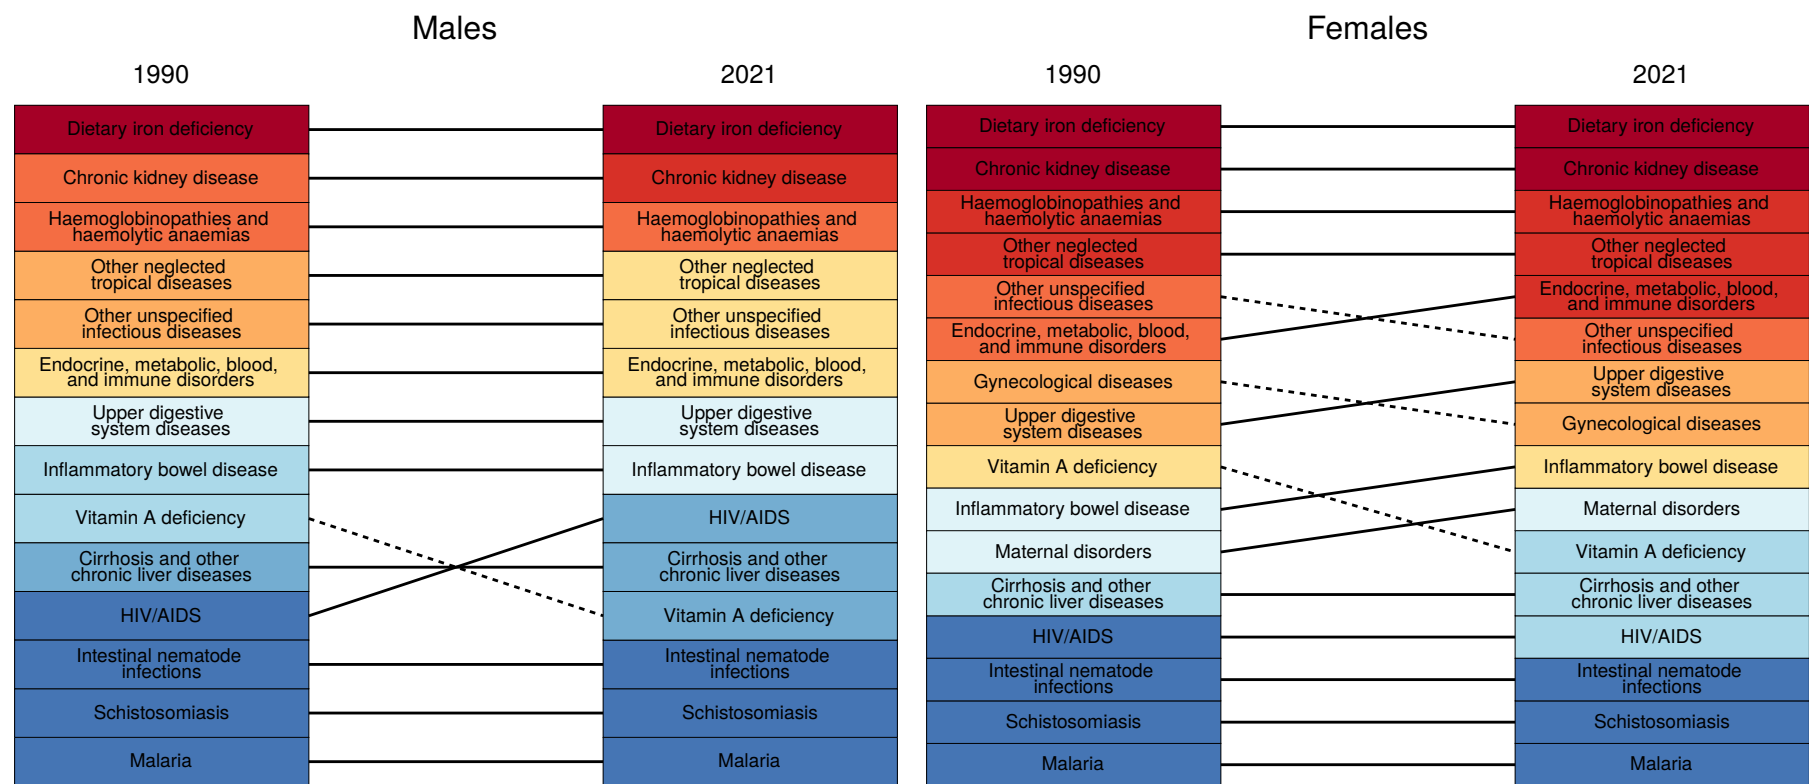 Males
1990
2021
Dietary iron deficiency
Chronic kidney disease
Haemoglobinopathies and
haemolytic anaemias
Other neglected
tropical diseases
Other unspecified
infectious diseases
Endocrine, metabolic, blood,
and immune disorders
Upper digestive
system diseases
Inflammatory bowel disease
Vitamin A deficiency
Cirrhosis and other
chronic liver diseases
HIV/AIDS
Intestinal nematode
infections
Schistosomiasis
Malaria
Dietary iron deficiency
Chronic kidney disease
Haemoglobinopathies and
haemolytic anaemias
Other neglected
tropical diseases
Other unspecified
infectious diseases
Endocrine, metabolic, blood,
and immune disorders
Upper digestive
system diseases
Inflammatory bowel disease
HIV/AIDS
Cirrhosis and other
chronic liver diseases
Vitamin A deficiency
Intestinal nematode
infections
Schistosomiasis
Malaria
Females
1990
2021
Dietary iron deficiency
Chronic kidney disease
Haemoglobinopathies and
haemolytic anaemias
Other neglected
tropical diseases
Other unspecified
infectious diseases
Endocrine, metabolic, blood,
and immune disorders
Gynecological diseases
Upper digestive
system diseases
Vitamin A deficiency
Inflammatory bowel disease
Maternal disorders
Cirrhosis and other
chronic liver diseases
HIV/AIDS
Intestinal nematode
infections
Schistosomiasis
Malaria
Dietary iron deficiency
Chronic kidney disease
Haemoglobinopathies and
haemolytic anaemias
Other neglected
tropical diseases
Endocrine, metabolic, blood,
and immune disorders
Other unspecified
infectious diseases
Upper digestive
system diseases
Gynecological diseases
Inflammatory bowel disease
Maternal disorders
Vitamin A deficiency
Cirrhosis and other
chronic liver diseases
HIV/AIDS
Intestinal nematode
infections
Schistosomiasis
Malaria